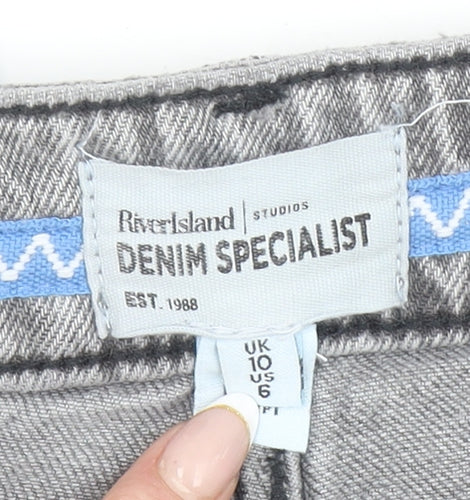 RiverIsland | STUDIOS
DENIM SPECIALIST
EST. 1988
UK
10
US
6